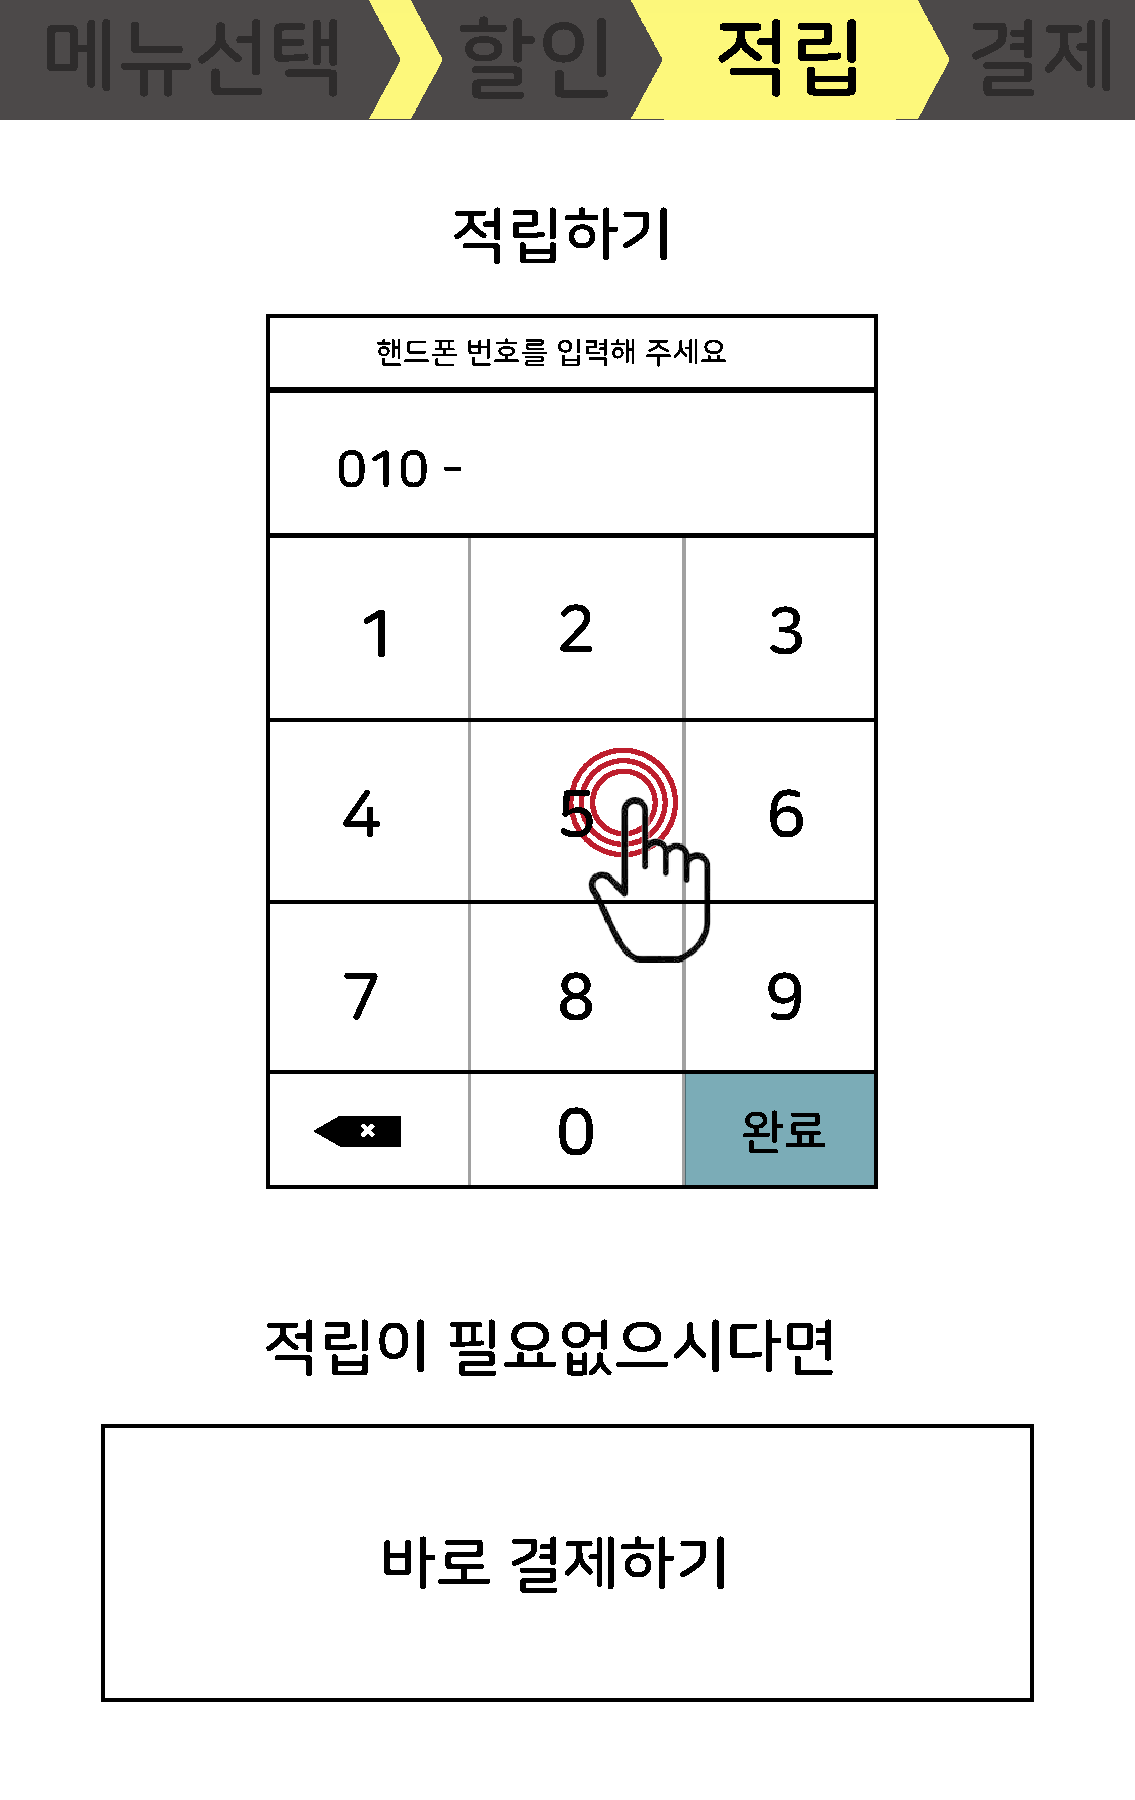 메뉴선택 할인 적립 결제
적립하기
핸드폰 번호를 입력해 주세요
010 -
1 2 3
4 5 6
7 8 9
x 0 완료
적립이 필요없으시다면
바로 결제하기